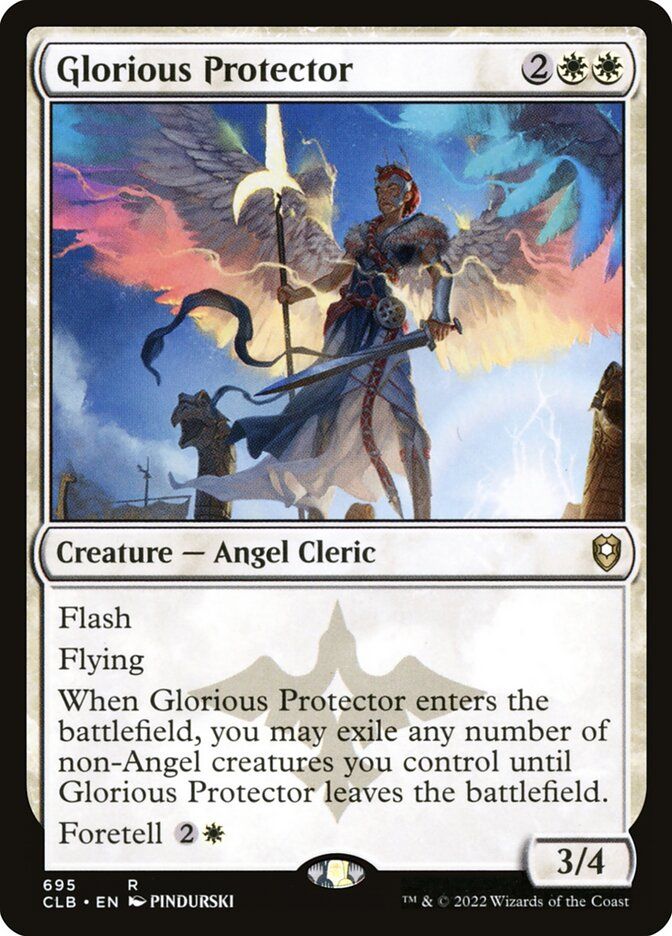 Glorious Protector 2
Creature — Angel Cleric
Flash
Flying
When Glorious Protector enters the
battlefield, you may exile any number of
non-Angel creatures you control until
Glorious Protector leaves the battlefield.
Foretell 2
3/4
695 R
CLB • EN PINDURSKI
™ & © 2022 Wizards of the Coast